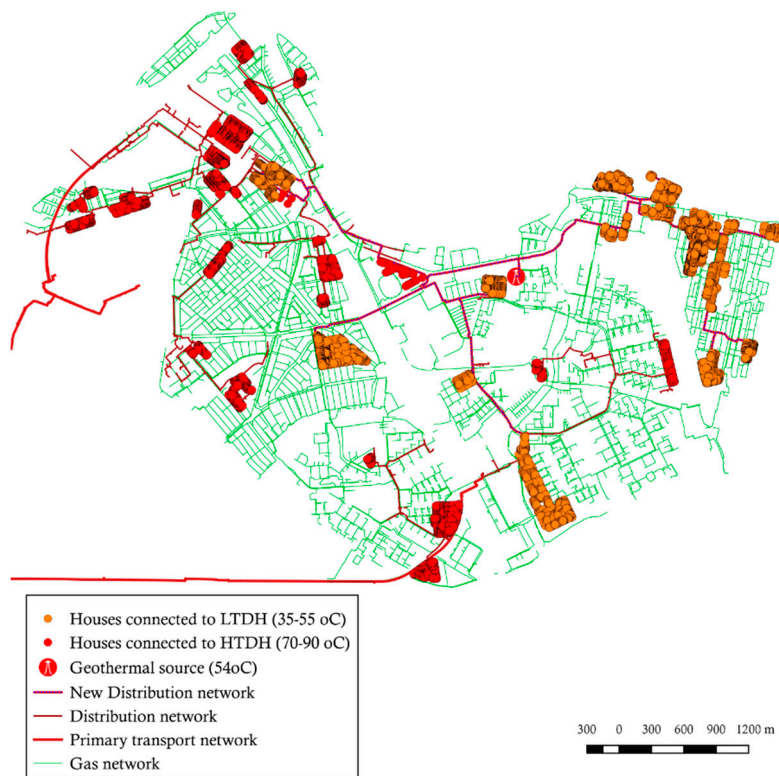 Houses connected to LTDH (35-55 oC)
Houses connected to HTDH (70-90 oC)
Geothermal source (54oC)
New Distribution network
Distribution network
Primary transport network
Gas network
300 0 300 600 900 1200 m